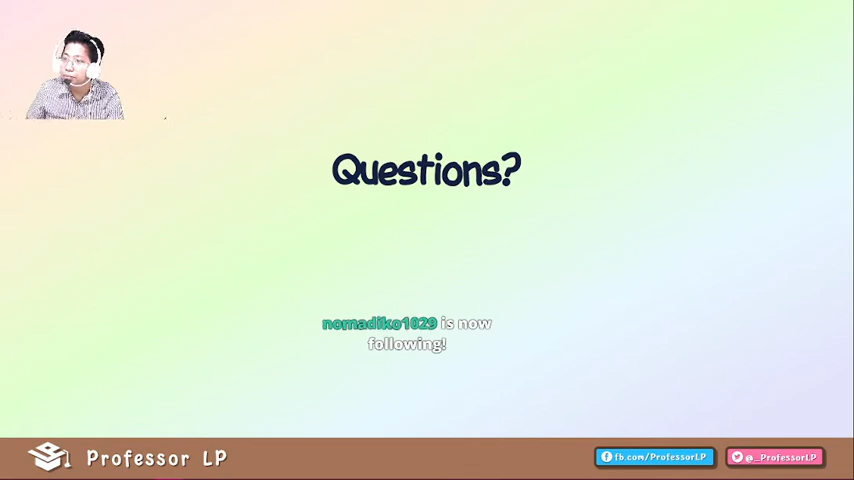 Questions?
nomadiko1029 is now
following!
Professor LP
fb.com/ProfessorLP
@_ProfessorLP